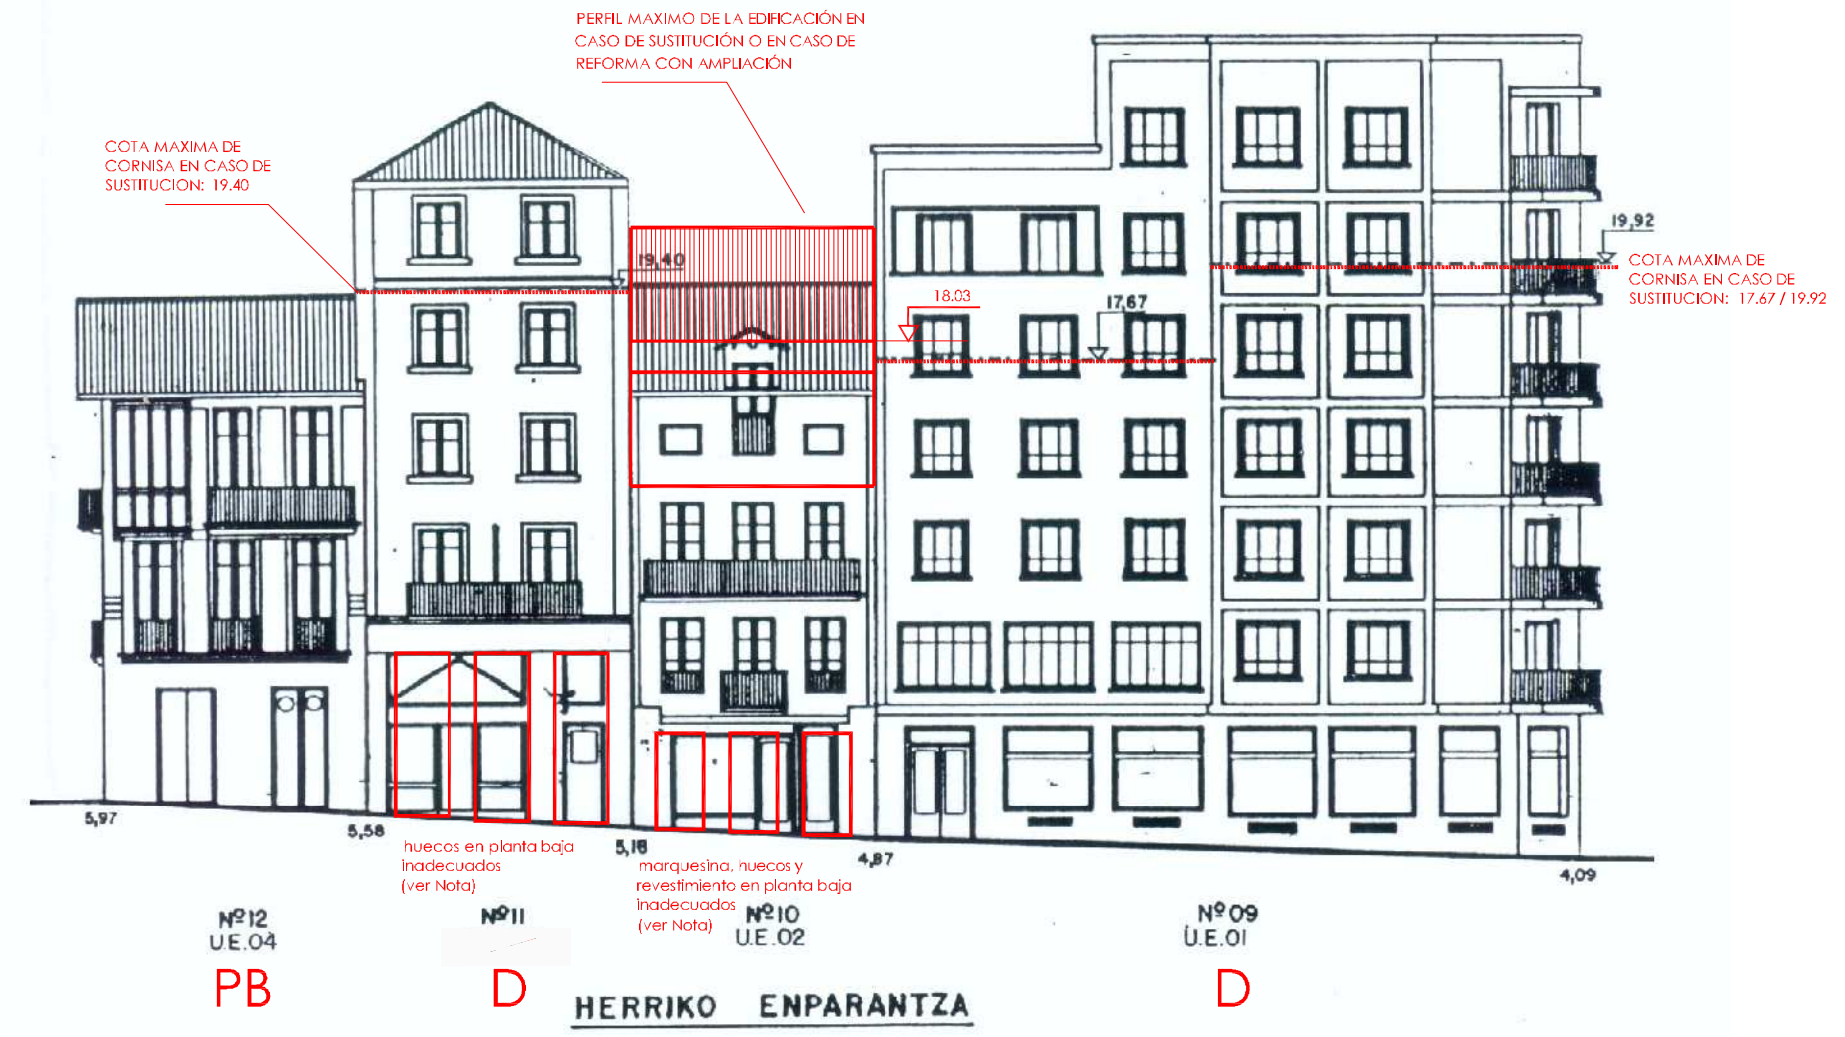 PERFIL MAXIMO DE LA EDIFICACIÓN EN
CASO DE SUSTITUCIÓN O EN CASO DE
REFORMA CON AMPLIACIÓN
COTA MAXIMA DE
CORNISA EN CASO DE
SUSTITUCION: 19.40
19,40
18.03
17,67
19,92
COTA MAXIMA DE
CORNISA EN CASO DE
SUSTITUCION: 17.67 / 19.92
5,97
5,58
5,18
4,87
4,09
huecos en planta baja
inadecuados
(ver Nota)
marquesina, huecos y
revestimiento en planta baja
inadecuados
(ver Nota)
Nº12
U.E.04
PB
Nº11
D
Nº10
U.E.02
Nº09
U.E.01
D
HERRIKO ENPARANTZA